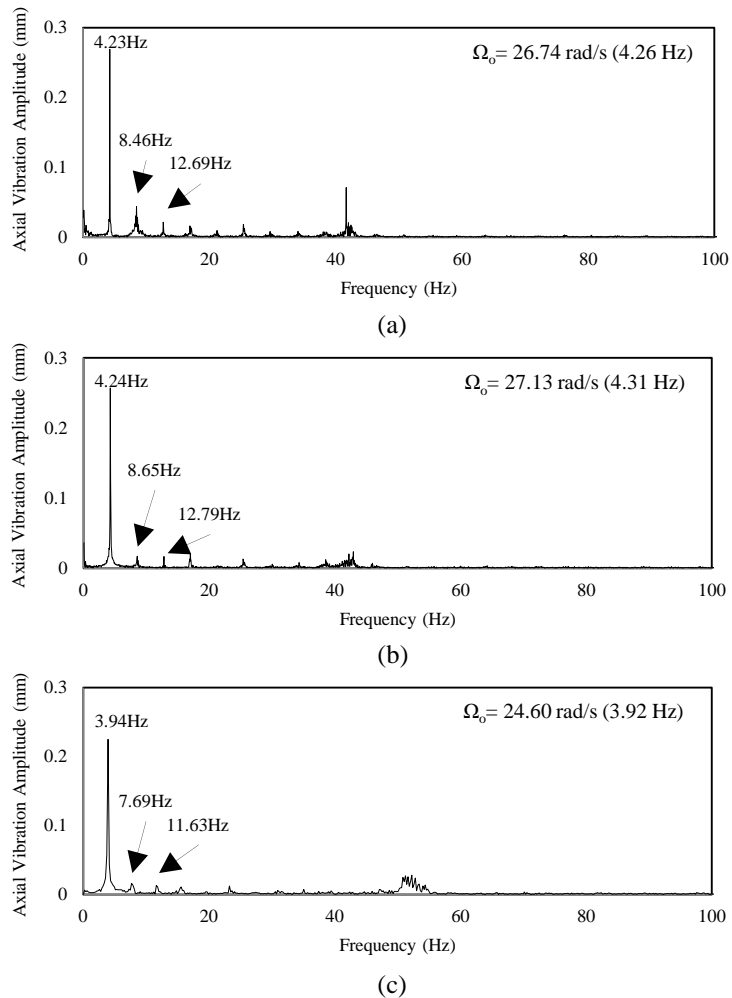 0.3
4.23Hz
Ωo= 26.74 rad/s (4.26 Hz)
0.2
8.46Hz
12.69Hz
0.1
0
Axial Vibration Amplitude (mm)
0 20 40 60 80 100
Frequency (Hz)
(a)
0.3
4.24Hz
Ωo= 27.13 rad/s (4.31 Hz)
0.2
8.65Hz
12.79Hz
0.1
0
Axial Vibration Amplitude (mm)
0 20 40 60 80 100
Frequency (Hz)
(b)
0.3
3.94Hz
Ωo= 24.60 rad/s (3.92 Hz)
0.2
7.69Hz
11.63Hz
0.1
0
Axial Vibration Amplitude (mm)
0 20 40 60 80 100
Frequency (Hz)
(c)